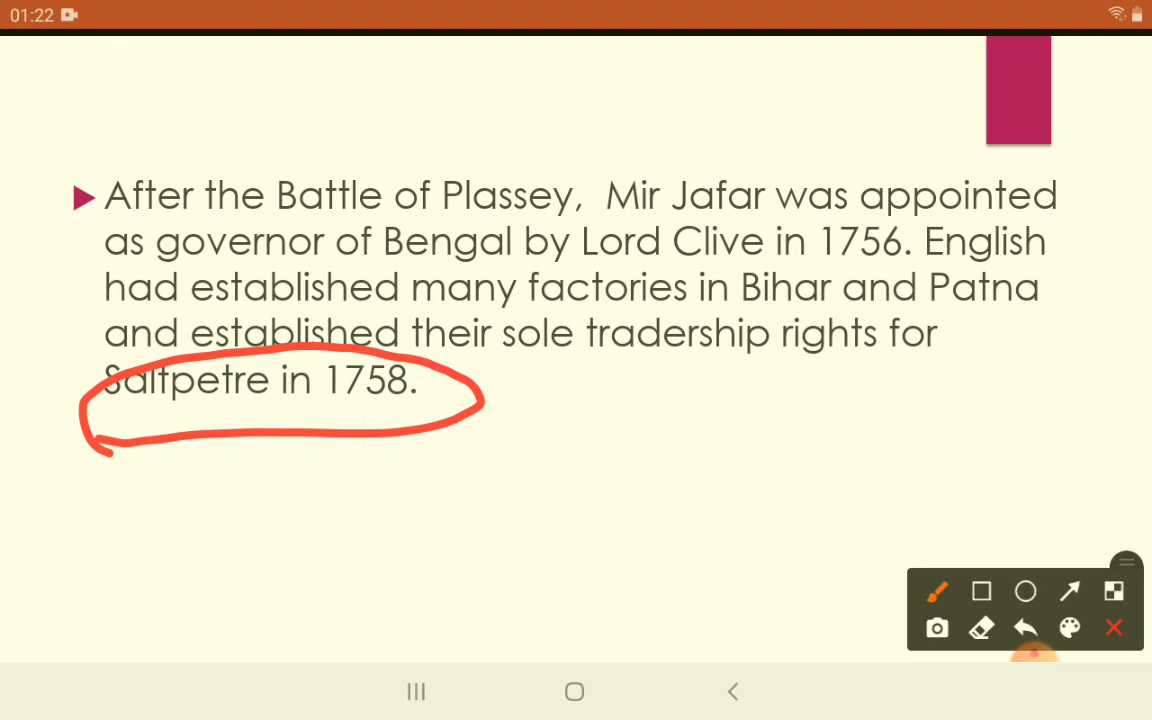 01:22
After the Battle of Plassey, Mir Jafar was appointed
as governor of Bengal by Lord Clive in 1756. English
had established many factories in Bihar and Patna
and established their sole tradership rights for
Saltpetre in 1758.